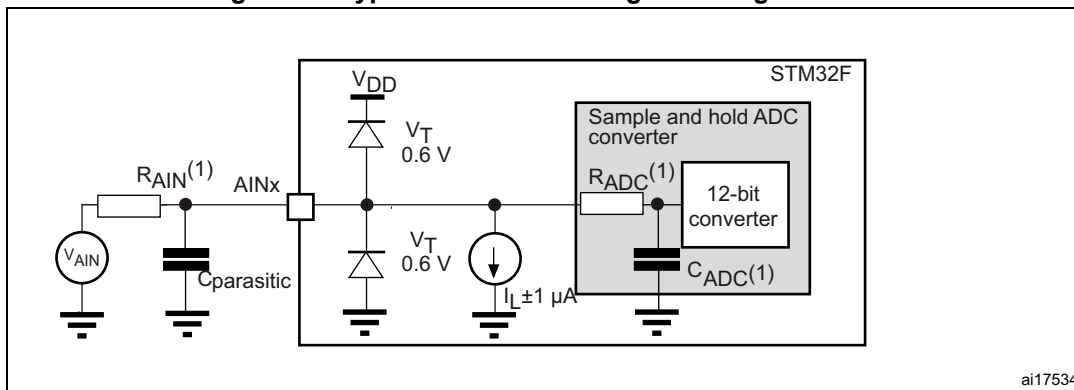 STM32F
VDD
Sample and hold ADC
converter
VT
0.6 V
RAIN(1)
AINx
RADC(1)
12-bit
converter
VAIN
Cparasitic
VT
0.6 V
IL±1 µA
CADC(1)
ai17534